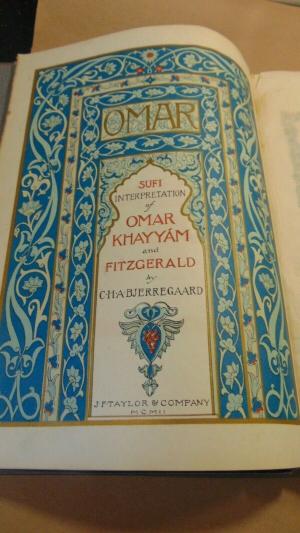 OMAR
SUFI
INTERPRETATION
of
OMAR
KHAYYÁM
and
FITZGERALD
by
C·H·A·BJERREGAARD
J·F·TAYLOR & COMPANY
MCMII